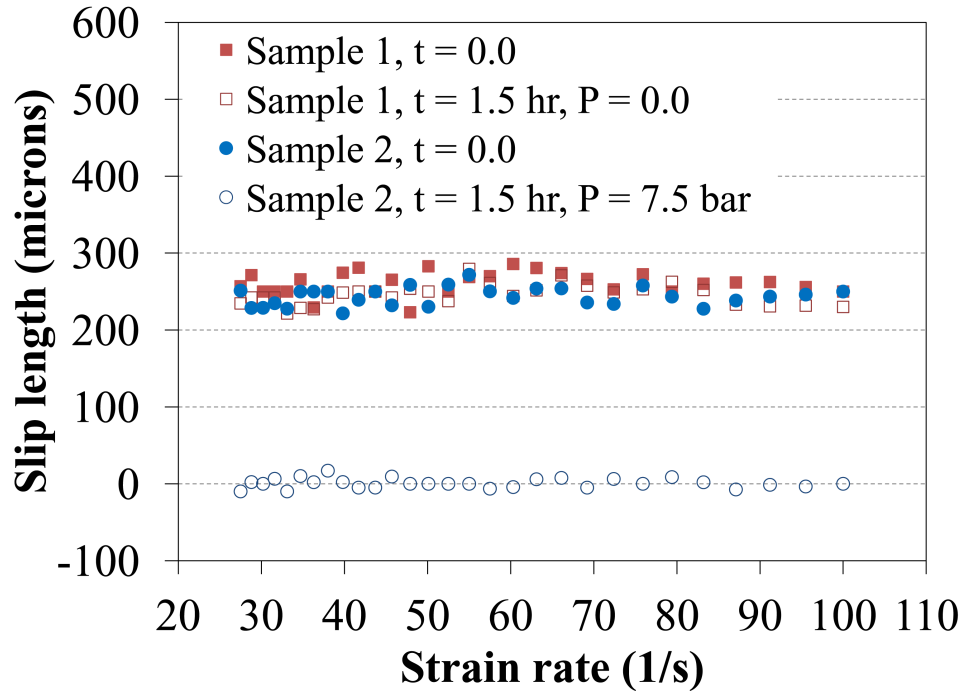 600
500
400
300
200
100
0
-100
Slip length (microns)
Sample 1, t = 0.0
Sample 1, t = 1.5 hr, P = 0.0
Sample 2, t = 0.0
Sample 2, t = 1.5 hr, P = 7.5 bar
20 30 40 50 60 70 80 90 100 110
Strain rate (1/s)